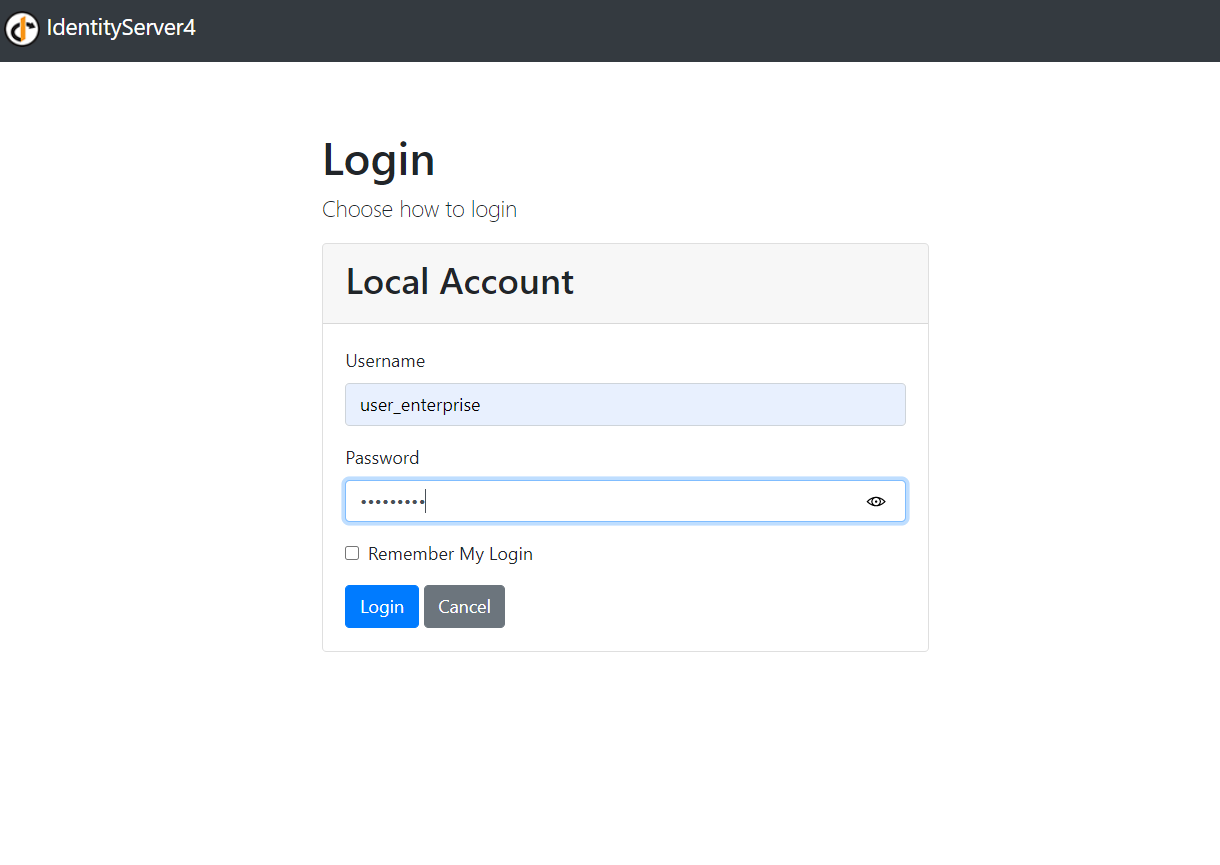 IdentityServer4
Login
Choose how to login
Local Account
Username
user_enterprise
Password
•••••••••
Remember My Login
Login Cancel